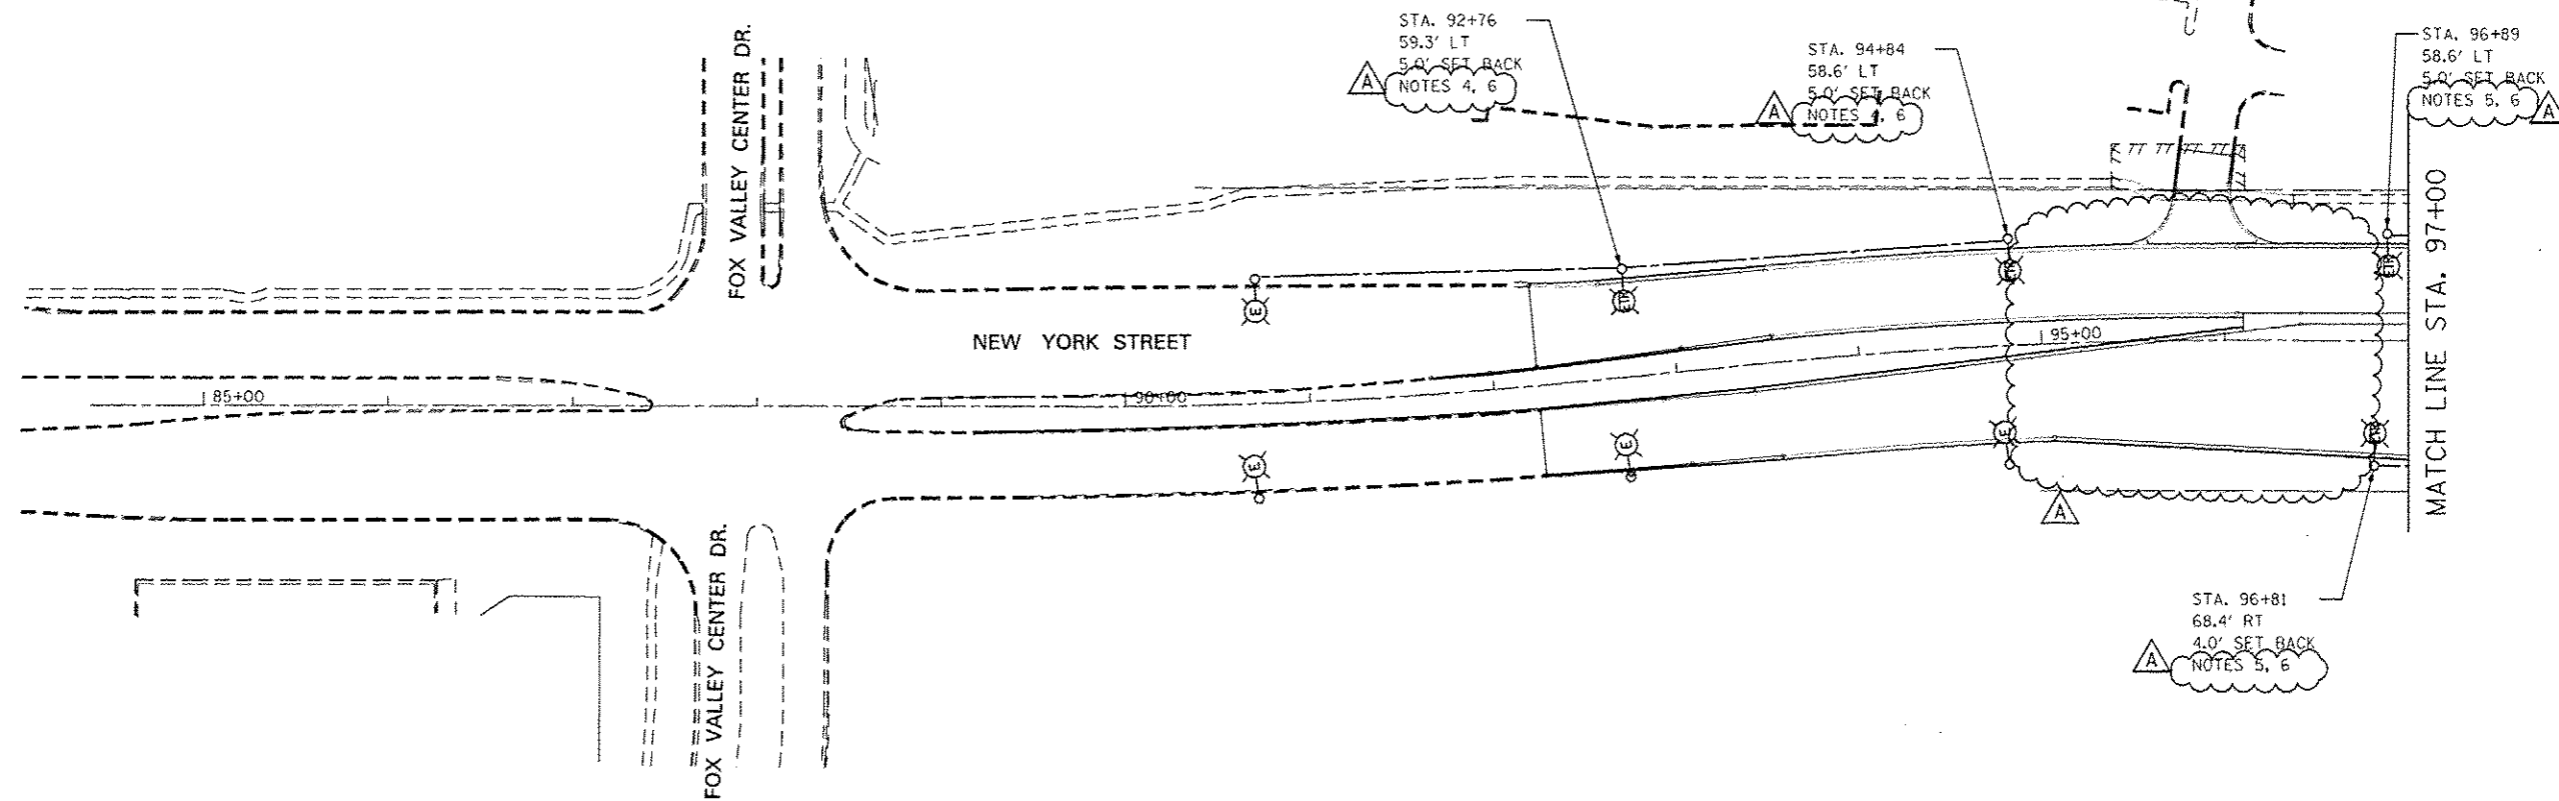 STA. 92+76
59.3' LT
5.0' SET BACK
NOTES 4, 6
A
STA. 94+84
58.6' LT
5.0' SET BACK
NOTES 4, 6
A
STA. 96+89
58.6' LT
5.0' SET BACK
NOTES 5, 6
A
FOX VALLEY CENTER DR.
MATCH LINE STA. 97+00
E
NEW YORK STREET
95+00
85+00
90+00
E
E
E
A
FOX VALLEY CENTER DR.
STA. 96+81
68.4' RT
4.0' SET BACK
NOTES 5, 6
A